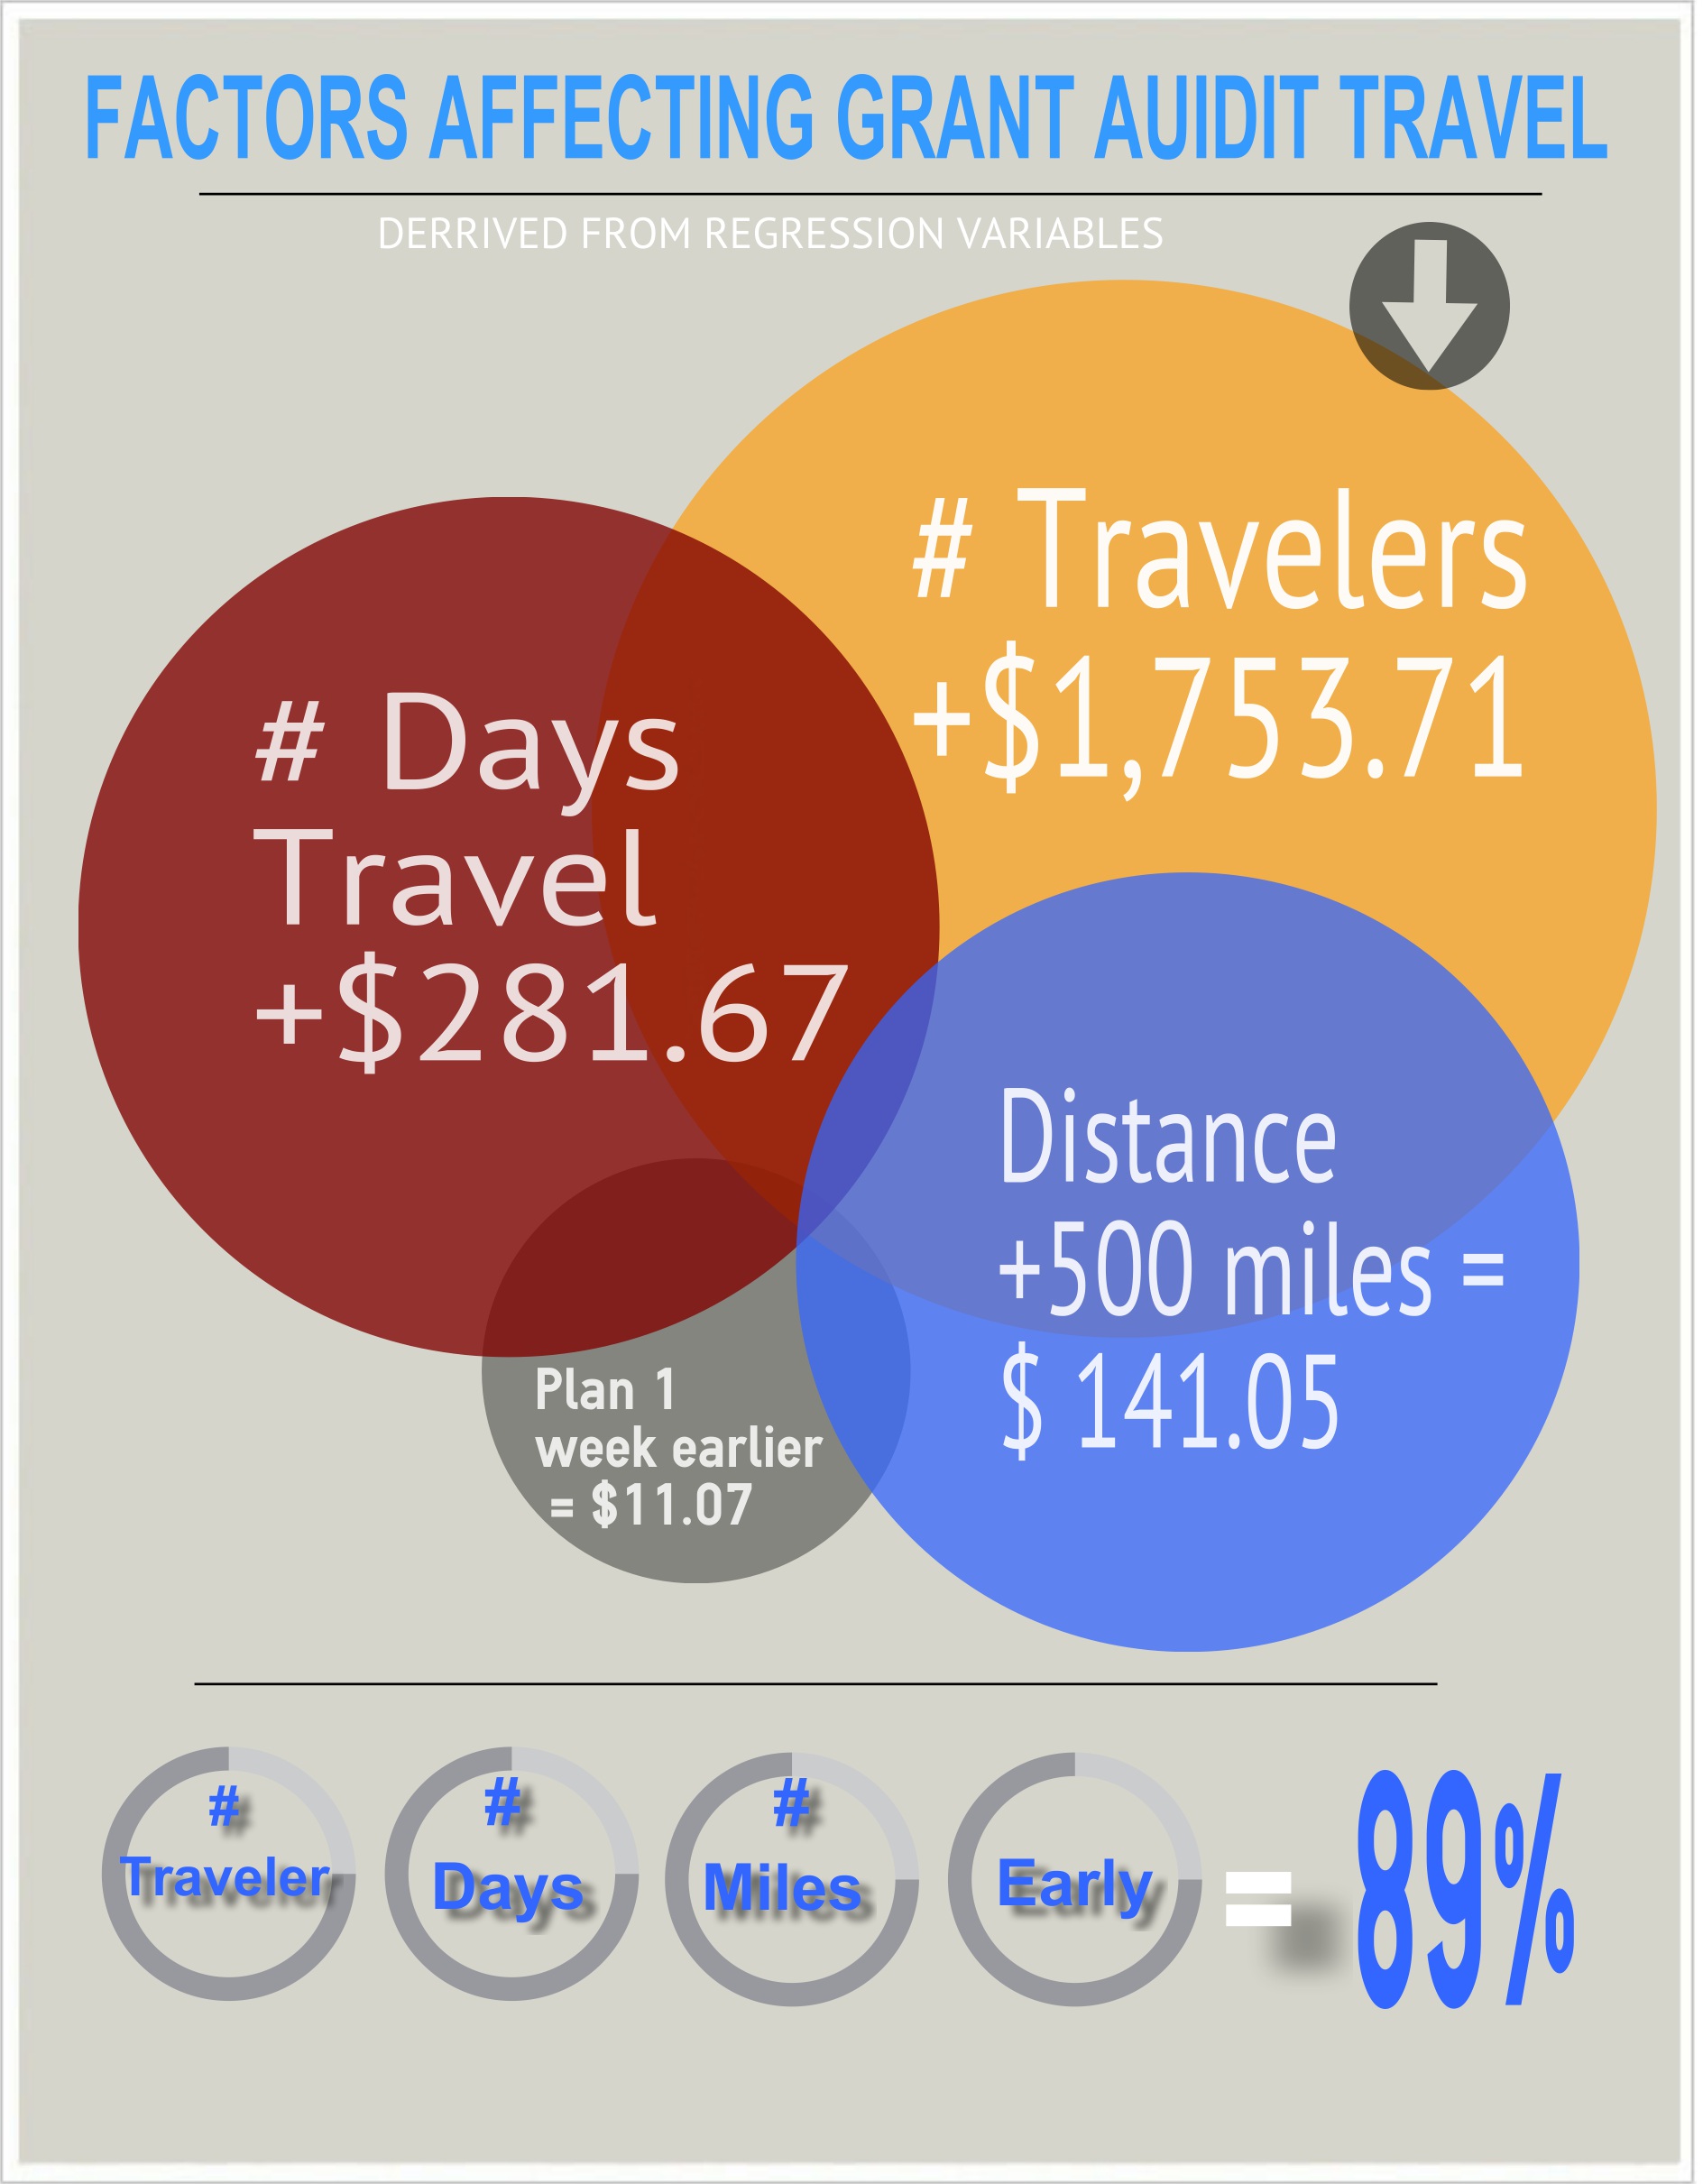 FACTORS AFFECTING GRANT AUIDIT TRAVEL
DERRIVED FROM REGRESSION VARIABLES
# Travelers
+$1,753.71
# Days
Travel
+$281.67
Distance
+500 miles =
$ 141.05
Plan 1
week earlier
= $11.07
#
Traveler
#
Days
#
Miles
Early
= 89%